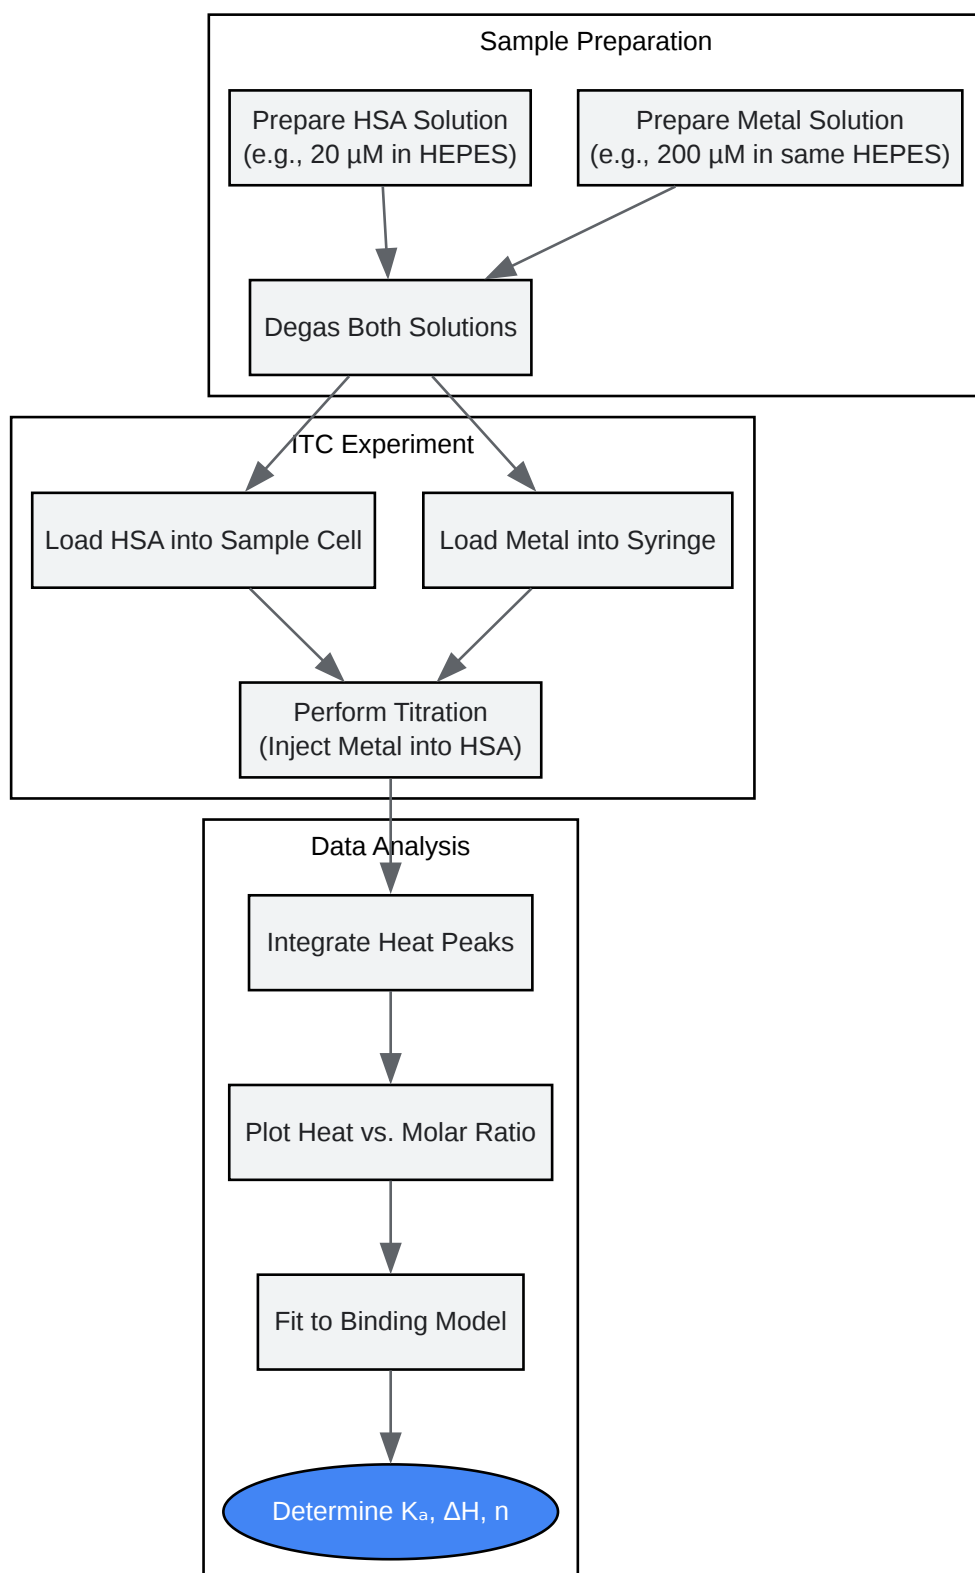 Sample Preparation
Prepare HSA Solution
(e.g., 20 µM in HEPES)
Prepare Metal Solution
(e.g., 200 µM in same HEPES)
Degas Both Solutions
ITC Experiment
Load HSA into Sample Cell
Load Metal into Syringe
Perform Titration
(Inject Metal into HSA)
Data Analysis
Integrate Heat Peaks
Plot Heat vs. Molar Ratio
Fit to Binding Model
Determine Kₐ, ΔH, n